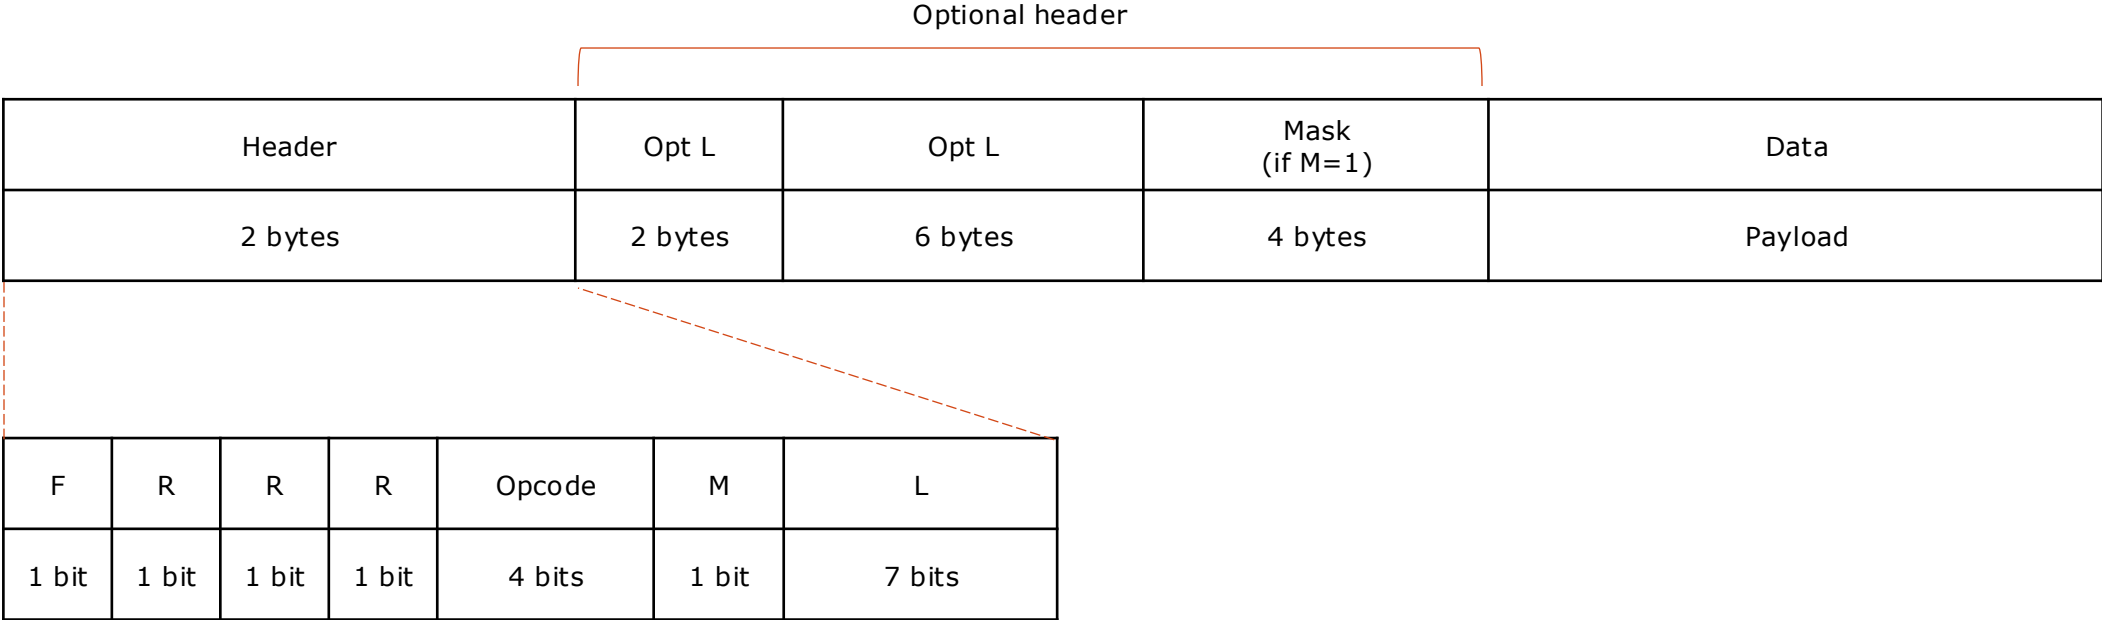 Optional header
Header
Opt L
Opt L
Mask
(if M=1)
Data
2 bytes
2 bytes
6 bytes
4 bytes
Payload
F
R
R
R
Opcode
M
L
1 bit
1 bit
1 bit
1 bit
4 bits
1 bit
7 bits